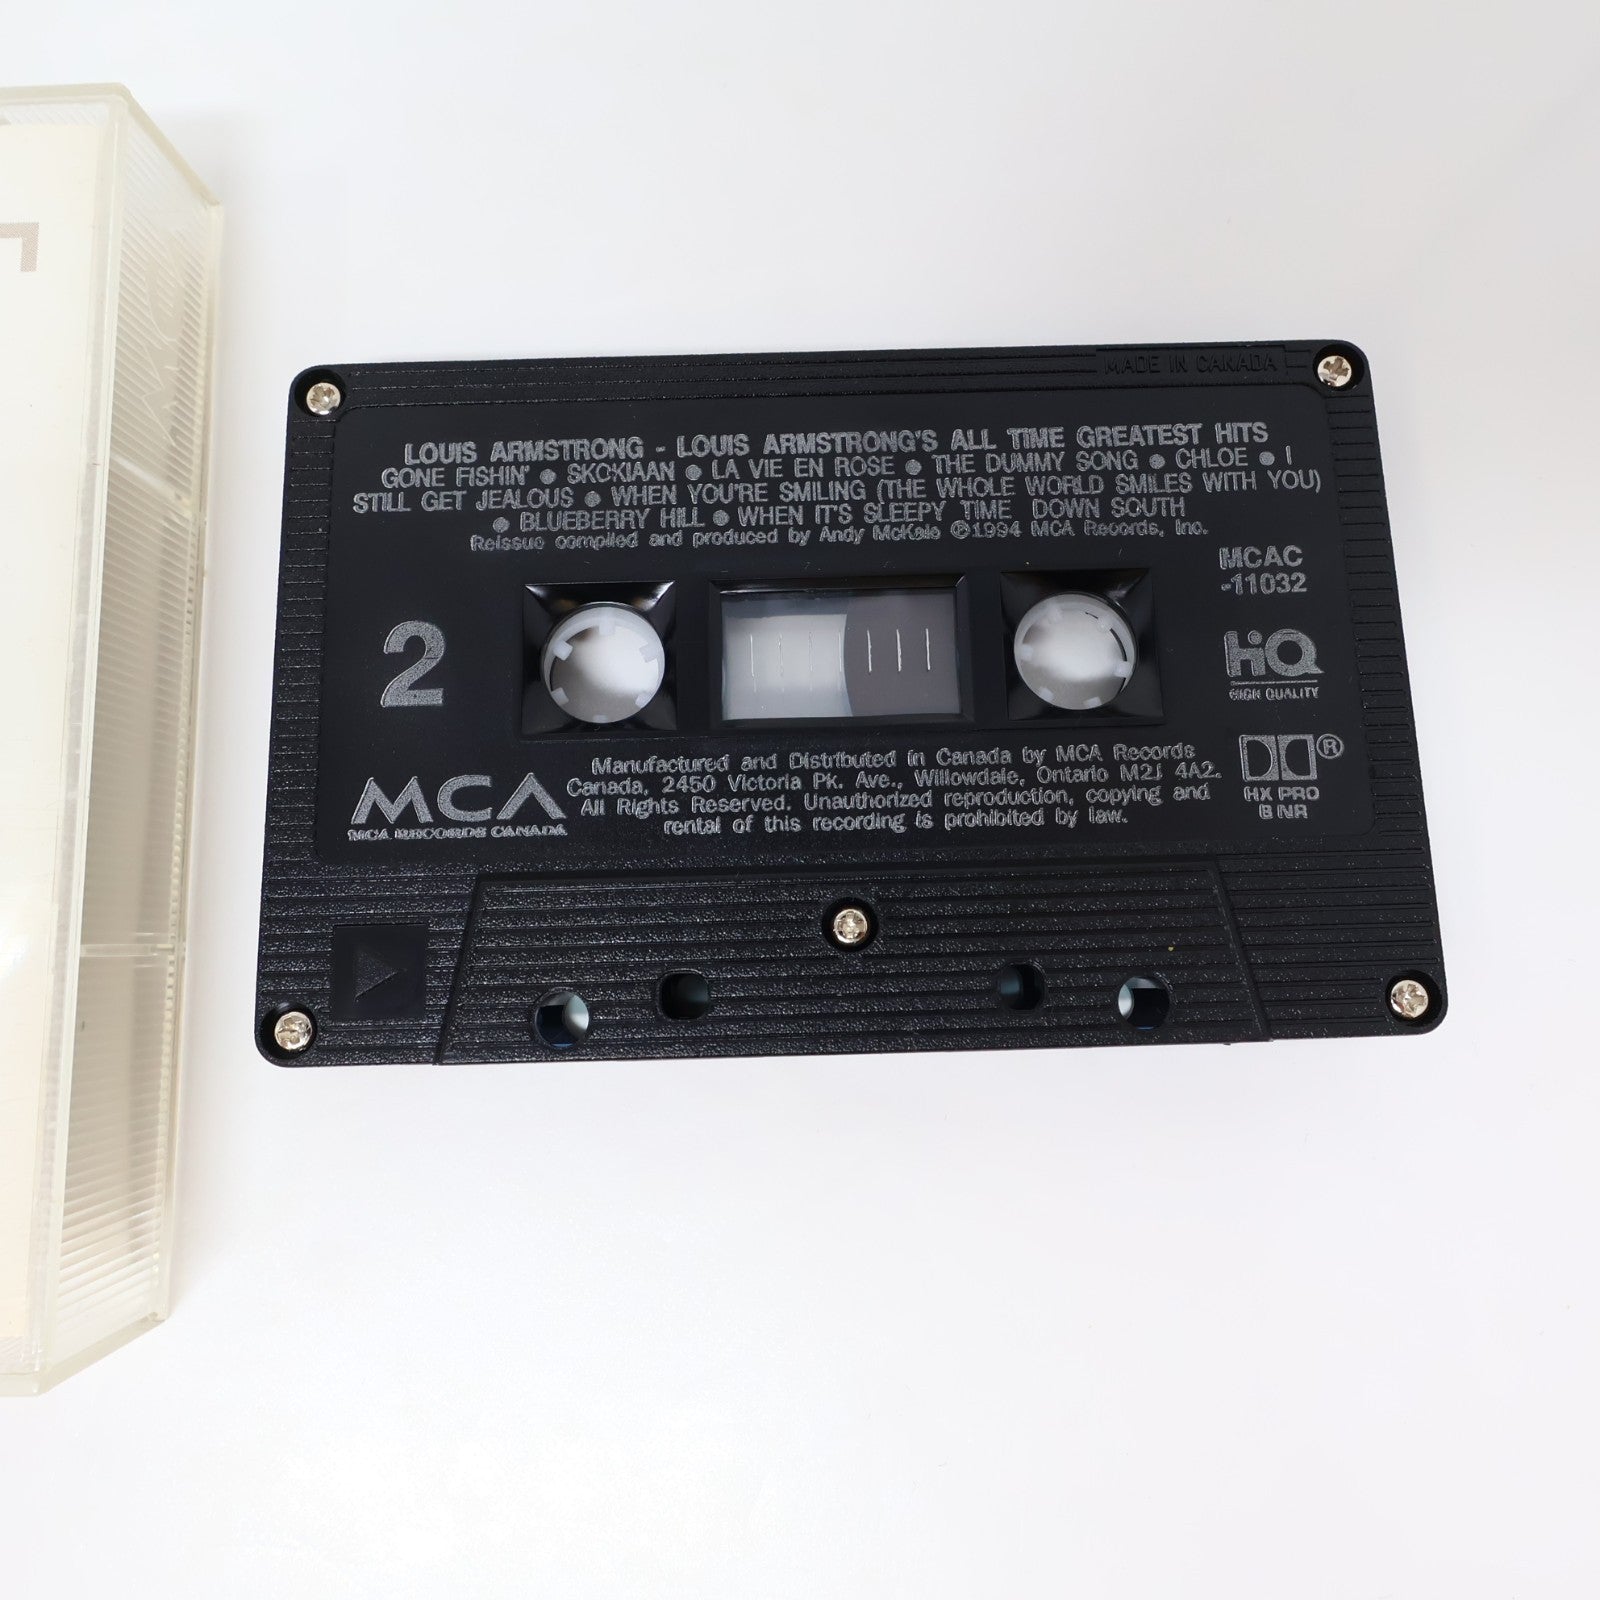 MADE IN CANADA
LOUIS ARMSTRONG - LOUIS ARMSTRONG'S ALL TIME GREATEST HITS
GONE FISHIN' • SKOKIAAN • LA VIE EN ROSE • THE DUMMY SONG • CHLOE • I
STILL GET JEALOUS • WHEN YOU'RE SMILING (THE WHOLE WORLD SMILES WITH YOU)
• BLUEBERRY HILL • WHEN IT'S SLEEPY TIME DOWN SOUTH
Reissue compiled and produced by Andy McKaie ©1994 MCA Records, Inc.
MCAC
-11032
2
HiQ
HIGH QUALITY
Manufactured and Distributed in Canada by MCA Records
Canada, 2450 Victoria Pk. Ave., Willowdale, Ontario M2J 4A2.
All Rights Reserved. Unauthorized reproduction, copying and
rental of this recording is prohibited by law.
MCA
MCA RECORDS CANADA
®
HX PRO
B NR